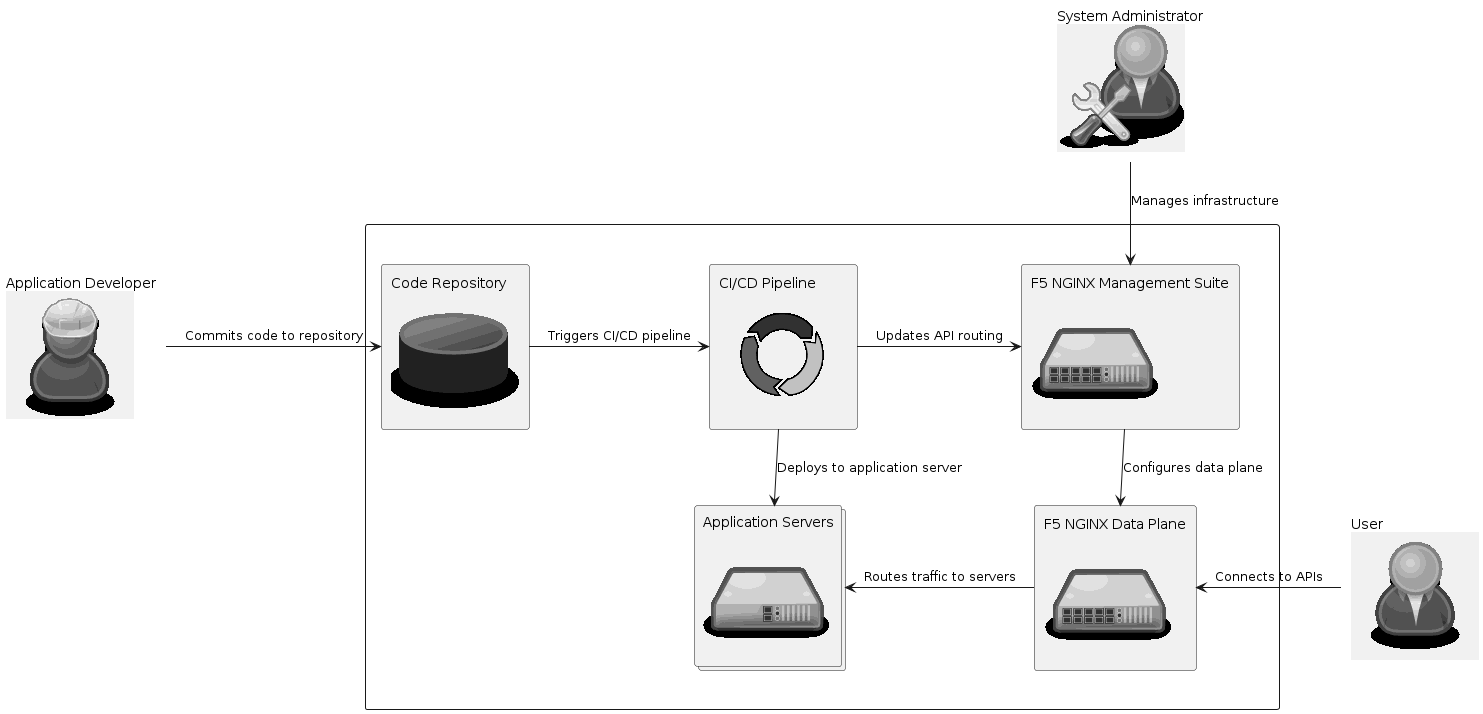 System Administrator
Manages infrastructure
Application Developer
Code Repository
CI/CD Pipeline
F5 NGINX Management Suite
Commits code to repository
Triggers CI/CD pipeline
Updates API routing
Deploys to application server
Configures data plane
Application Servers
F5 NGINX Data Plane
User
Routes traffic to servers
Connects to APIs